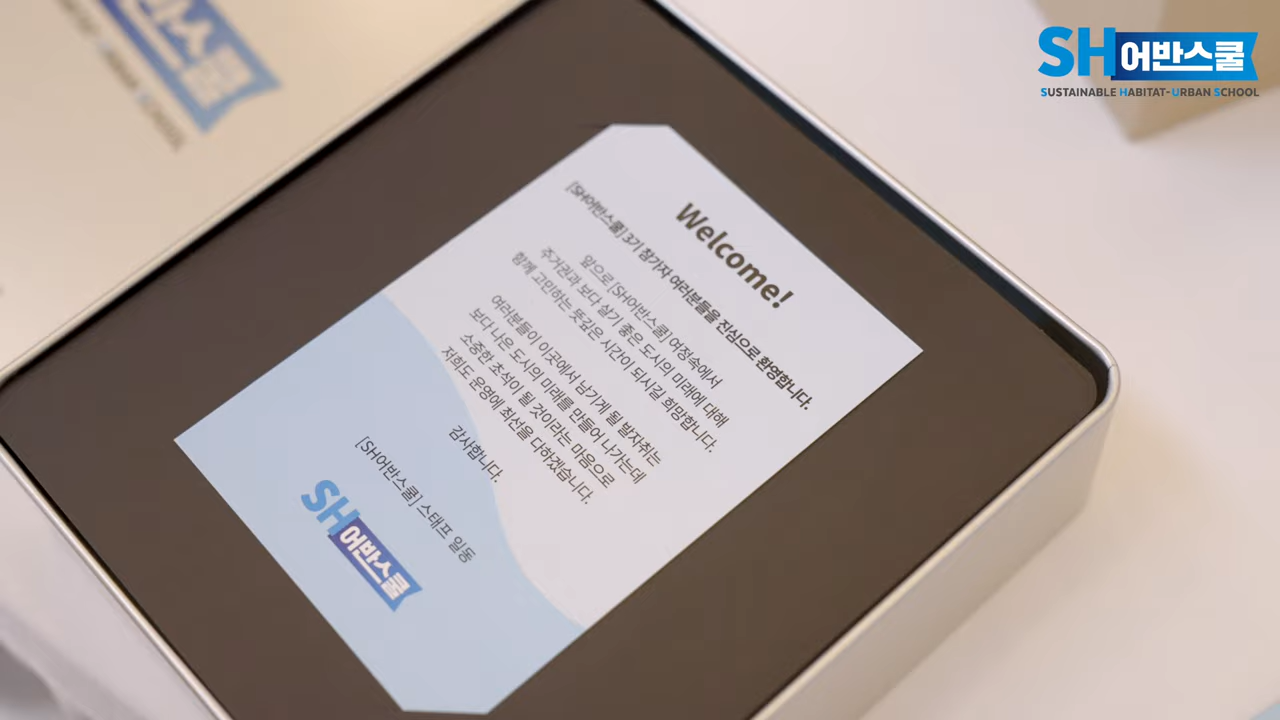 SH어반스쿨
SUSTAINABLE HABITAT-URBAN SCHOOL
Welcome!
[SH어반스쿨] 3기 참가자 여러분들을 진심으로 환영합니다.
앞으로 [SH어반스쿨] 여정속에서
주거권과 보다 살기 좋은 도시의 미래에 대해
함께 고민하는 뜻깊은 시간이 되시길 희망합니다.
여러분들이 이곳에서 남기게 될 발자취는
보다 나은 도시의 미래를 만들어 나가는데
소중한 초석이 될 것이라는 마음으로
저희도 운영에 최선을 다하겠습니다.
감사합니다.
[SH어반스쿨] 스태프 일동
SH어반스쿨
반스쿨